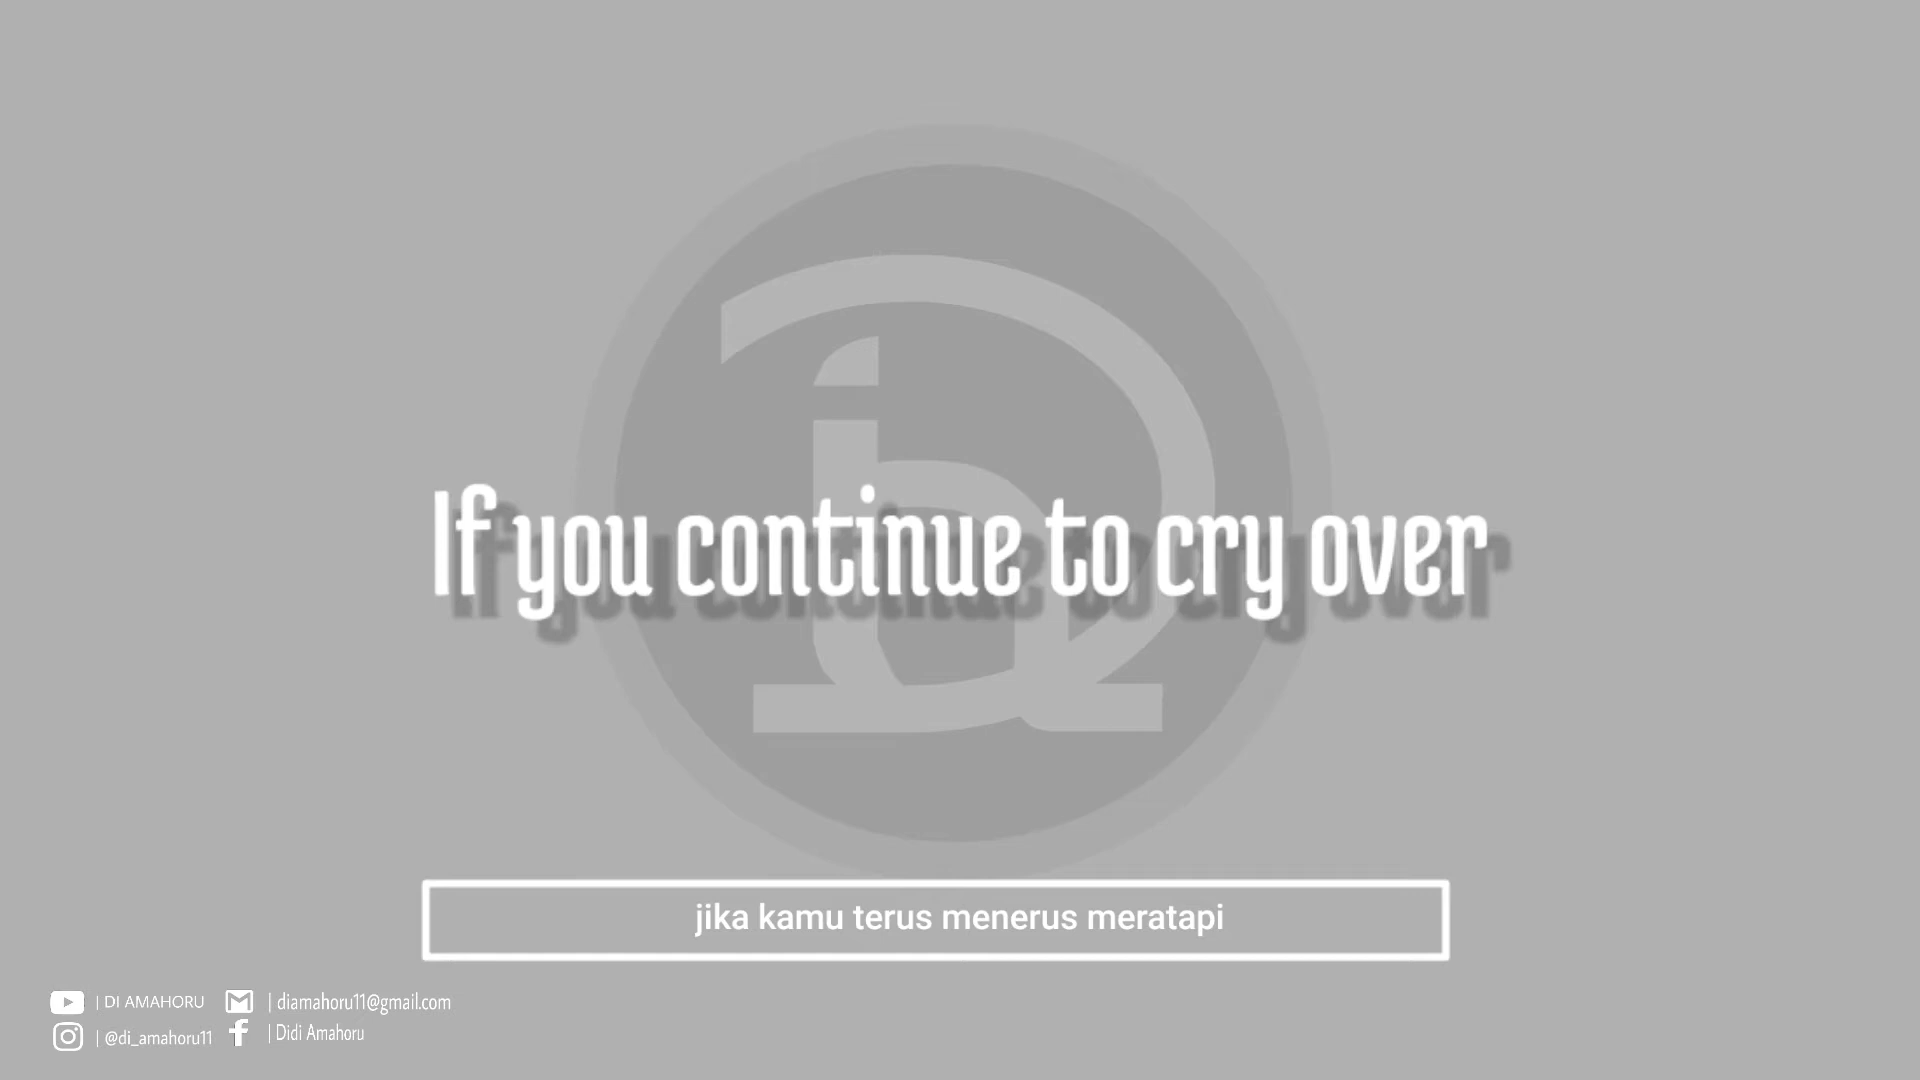 If you continue to cry over
jika kamu terus menerus meratapi
| DI AMAHORU
| diamahoru11@gmail.com
| @di_amahoru11
| Didi Amahoru